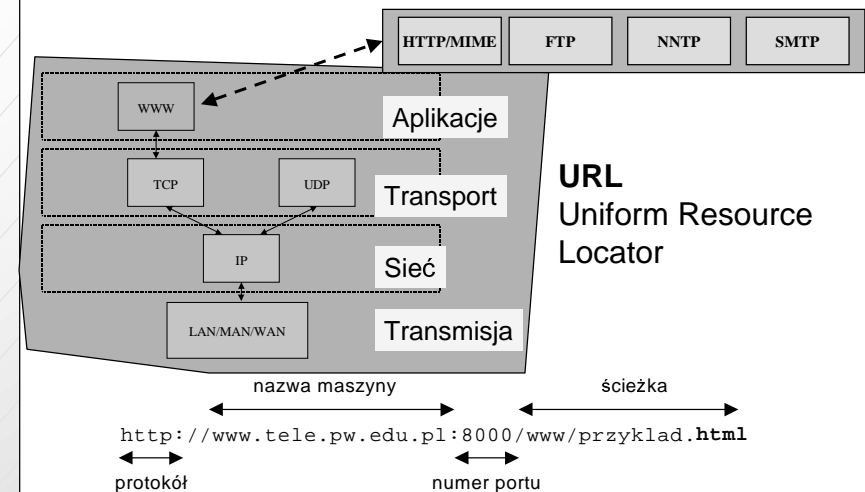 HTTP/MIME FTP NNTP SMTP
WWW
Aplikacje
TCP UDP
Transport
IP
Sieć
LAN/MAN/WAN
Transmisja
URL
Uniform Resource
Locator
nazwa maszyny ścieżka
http://www.tele.pw.edu.pl:8000/www/przyklad.html
protokół numer portu